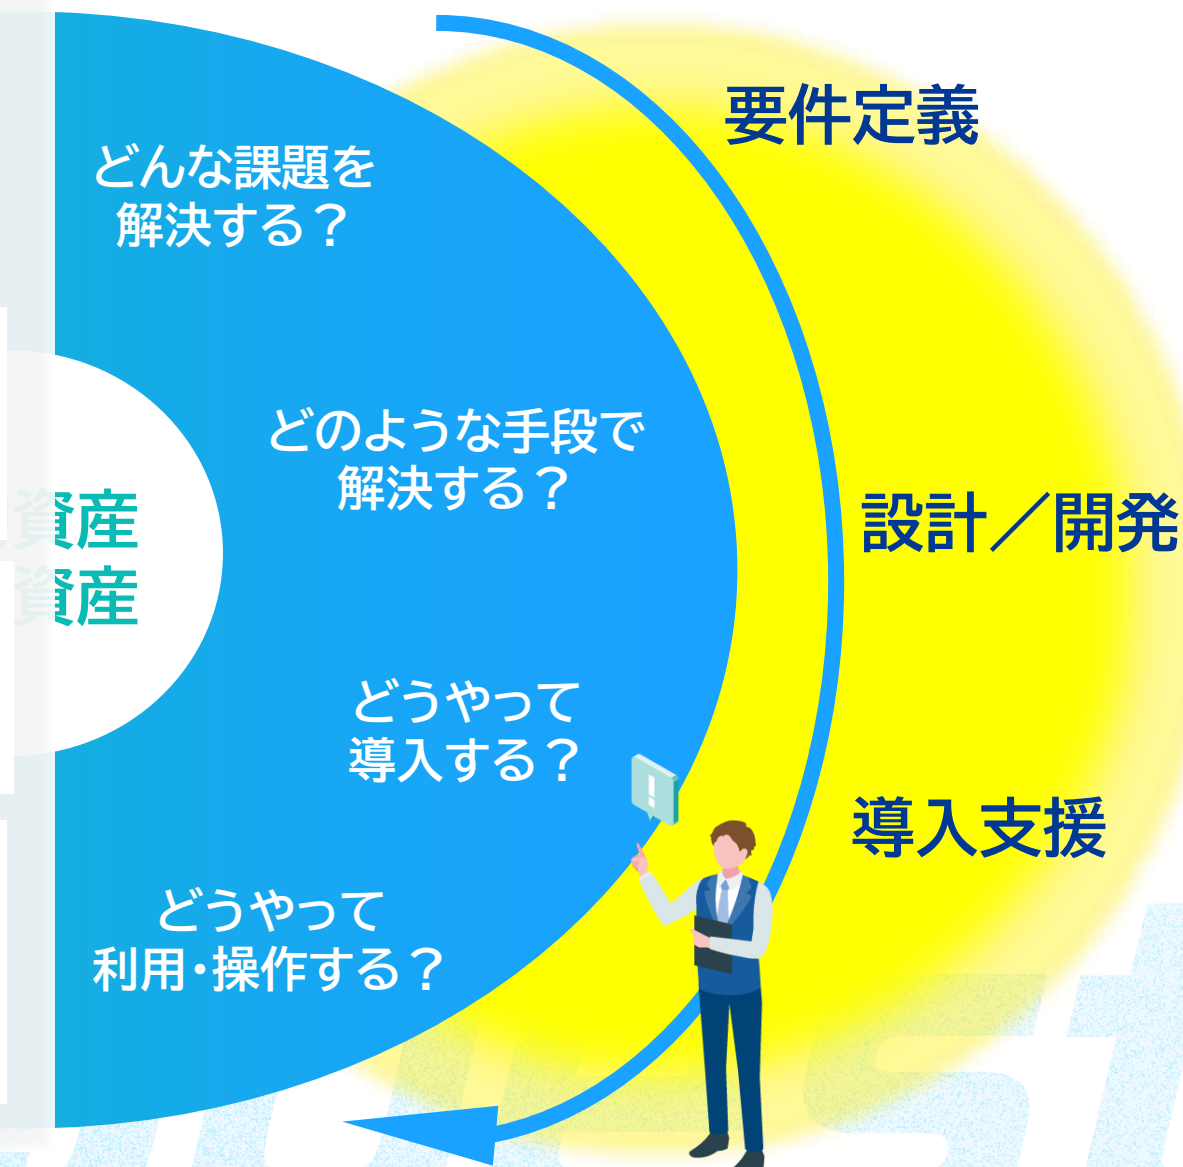 要件定義
どんな課題を
解決する？
どのような手段で
解決する？
設計／開発
資産
資産
どうやって
導入する？
導入支援
どうやって
利用・操作する？